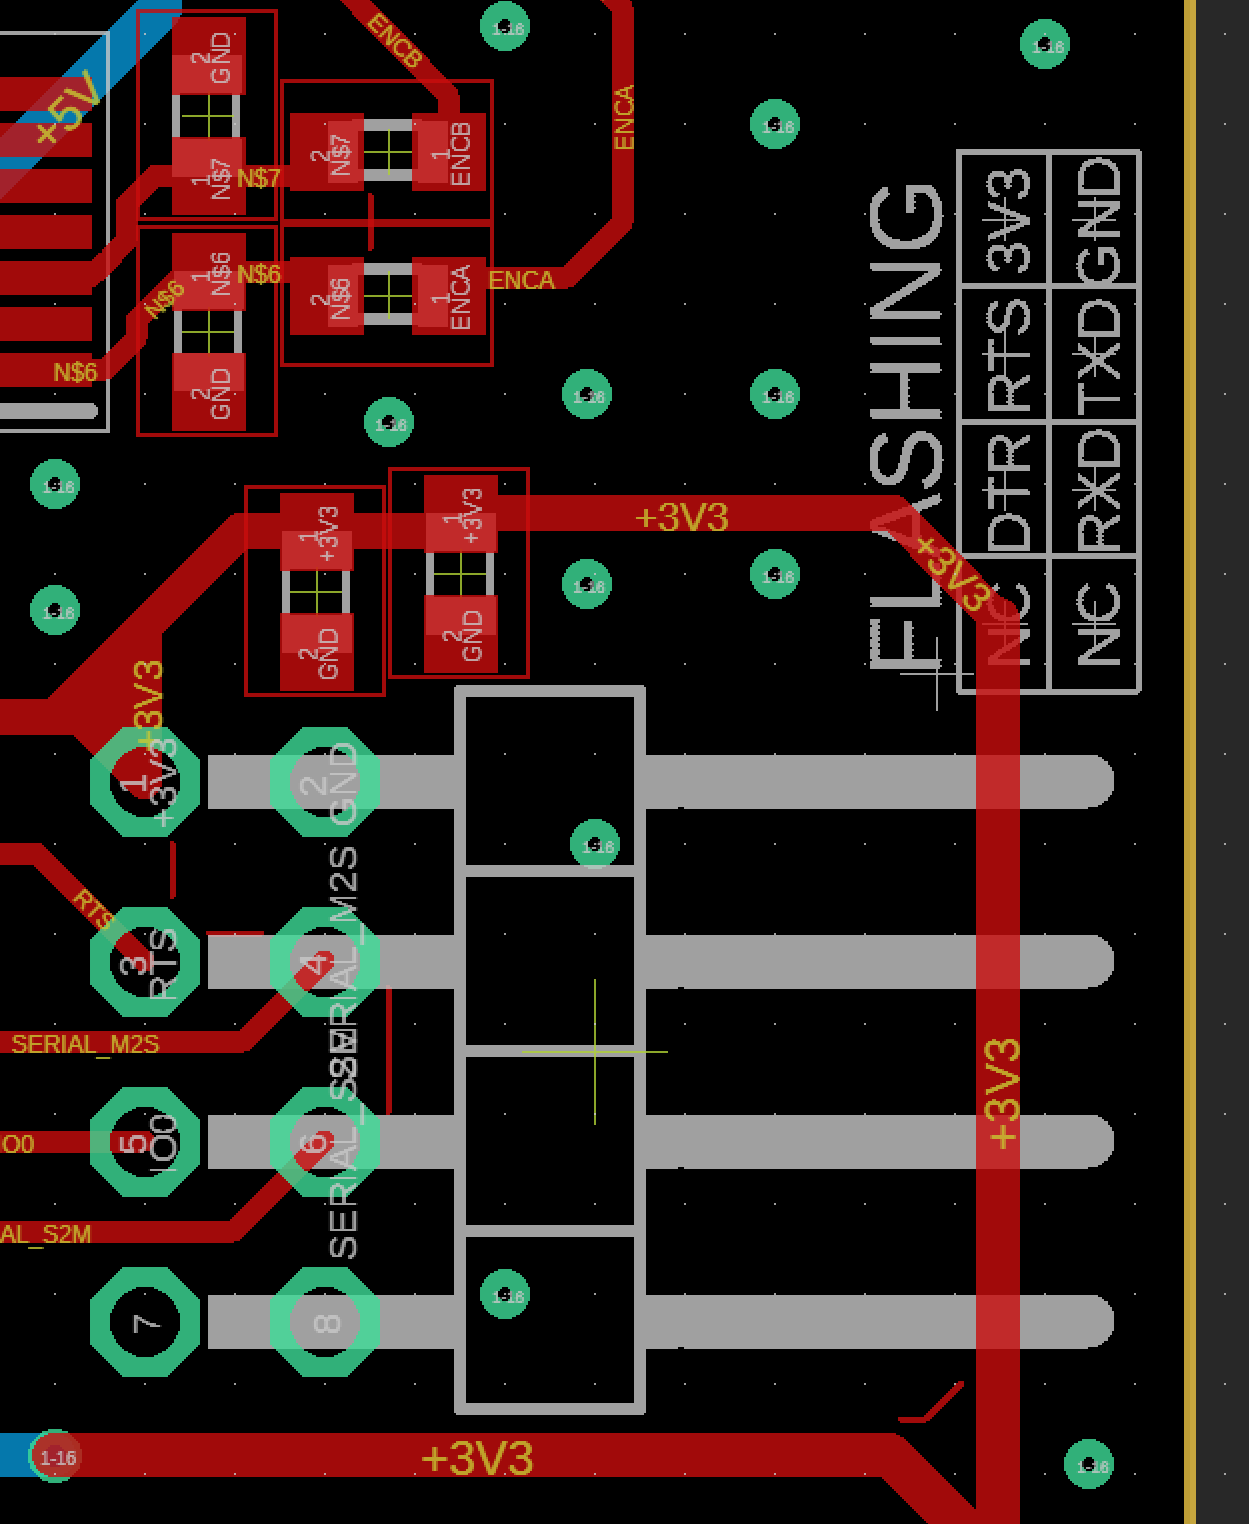 +5V
2
GND
1
N$7
N$7
2
N$7
1
ENCB
ENCB
ENCA
N$6
1
N$6
N$6
2
N$6
1
ENCA
ENCA
N$6
2
GND
1-16
1-16
1-16
1-16
1-16
1-16
1-16
1-16
1-16
1-16
FLASHING
3V3
GND
RTS
TXD
DTR
RXD
NC
NC
1
+3V3
2
GND
1
+3V3
2
GND
+3V3
+3V3
+3V3
1
+3V3
2
GND
1-16
RTS
3
RTS
4
SERIAL_M2S
SERIAL_M2S
+3V3
IO0
5
IO0
6
SERIAL_S2M
AL_S2M
7
8
1-16
1-16
+3V3
1-16